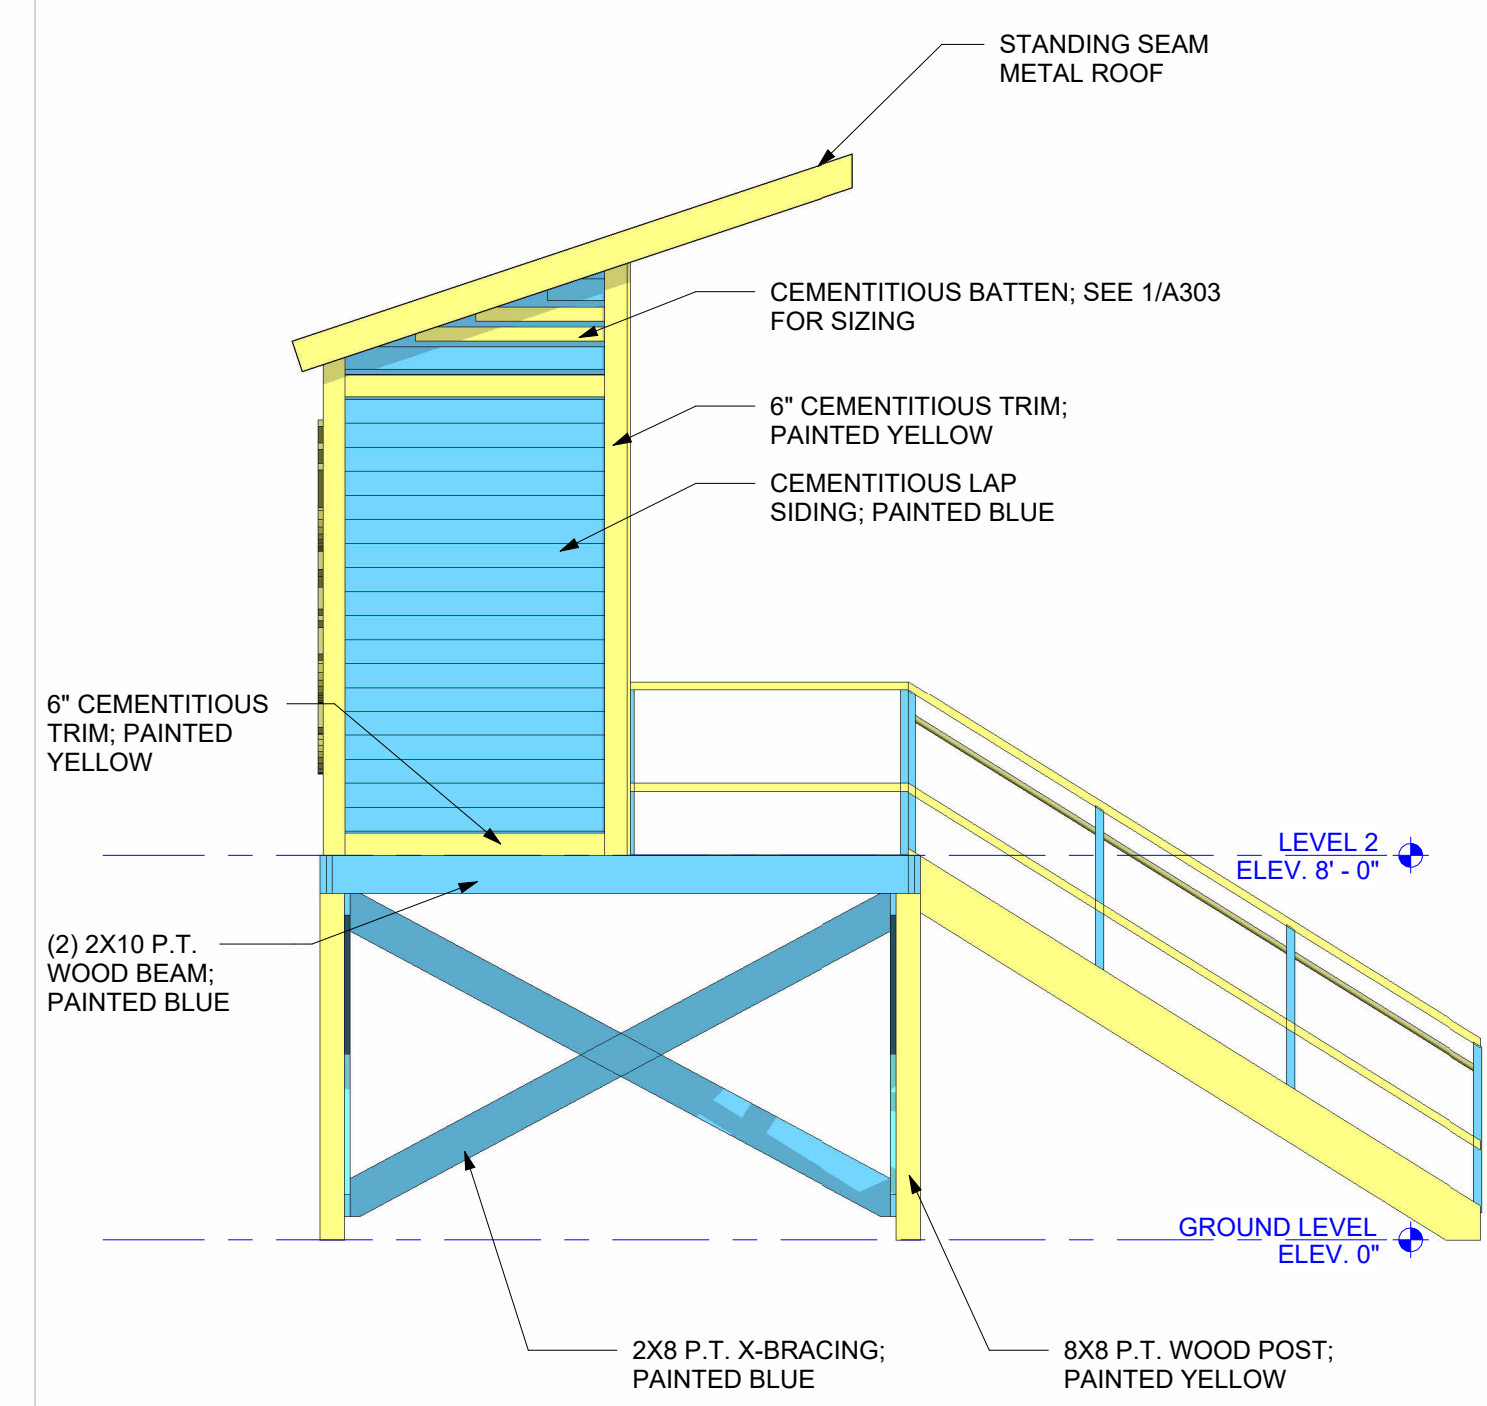 STANDING SEAM
METAL ROOF
CEMENTITIOUS BATTEN; SEE 1/A303
FOR SIZING
6" CEMENTITIOUS TRIM;
PAINTED YELLOW
CEMENTITIOUS LAP
SIDING; PAINTED BLUE
6" CEMENTITIOUS
TRIM; PAINTED
YELLOW
LEVEL 2
ELEV. 8' - 0"
(2) 2X10 P.T.
WOOD BEAM;
PAINTED BLUE
GROUND LEVEL
ELEV. 0"
2X8 P.T. X-BRACING;
PAINTED BLUE
8X8 P.T. WOOD POST;
PAINTED YELLOW